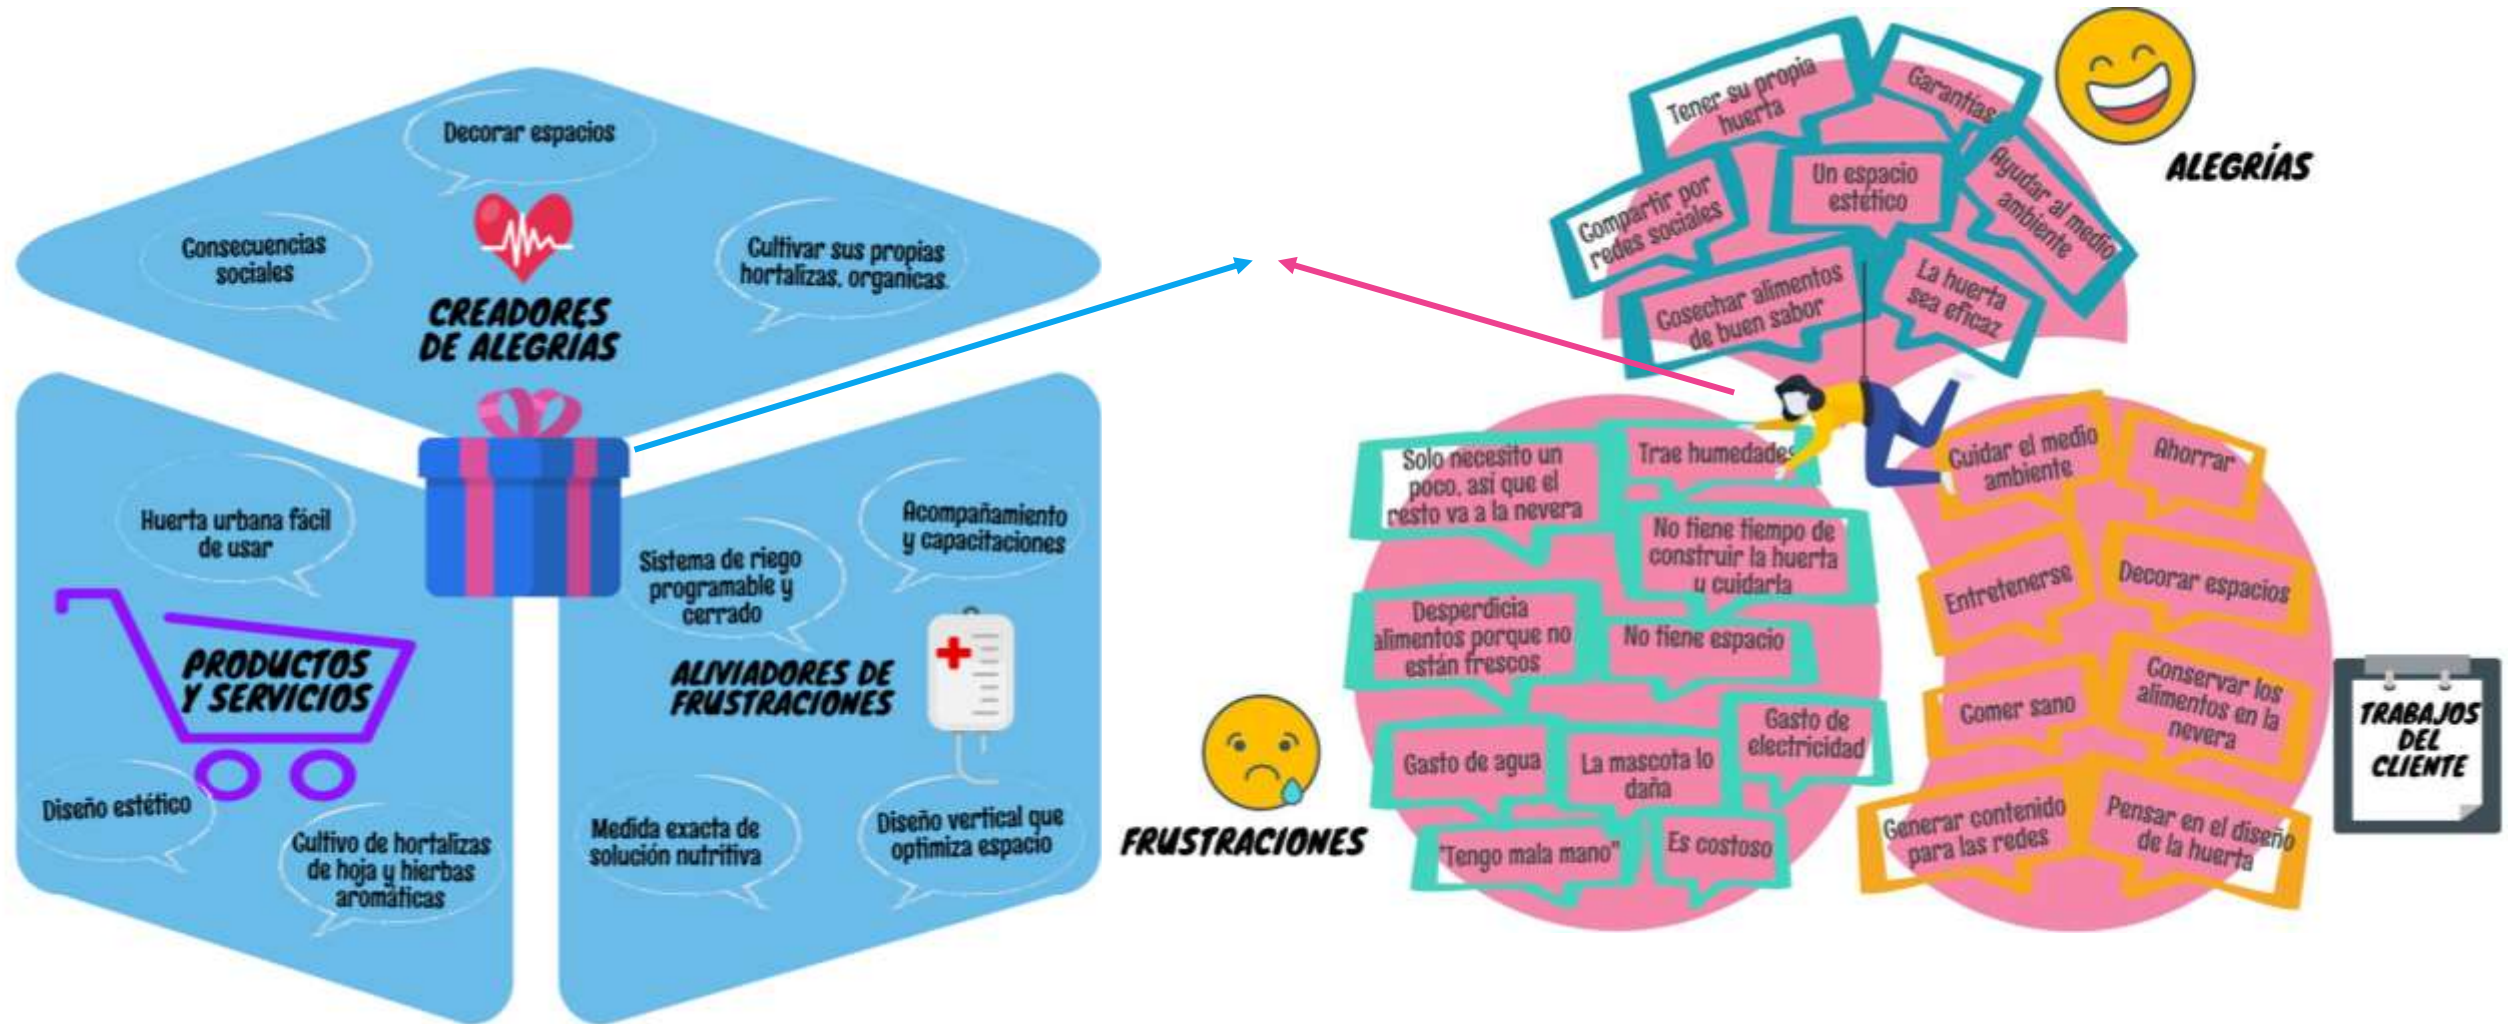 Decorar espacios
Consecuencias
sociales
Cultivar sus propias
hortalizas, organicas.
CREADORES
DE ALEGRÍAS
Huerta urbana fácil
de usar
PRODUCTOS
Y SERVICIOS
Diseño estético
Cultivo de hortalizas
de hoja y hierbas
aromáticas
Acompañamiento
y capacitaciones
Sistema de riego
programable y
cerrado
ALIVIADORES DE
FRUSTRACIONES
Medida exacta de
solución nutritiva
Diseño vertical que
optimiza espacio
Tener su propia
huerta
Garantías
ALEGRÍAS
Compartir por
redes sociales
Un espacio
estético
Ayudar al medio
ambiente
Cosechar alimentos
de buen sabor
La huerta
sea eficaz
Solo necesito un
poco, así que el
resto va a la nevera
Trae humedades
No tiene tiempo de
construir la huerta
y cuidarla
Desperdicia
alimentos porque no
están frescos
No tiene espacio
Gasto de agua
La mascota lo
daña
Gasto de
electricidad
"Tengo mala mano"
Es costoso
FRUSTRACIONES
Cuidar el medio
ambiente
Ahorrar
Entretenerse
Decorar espacios
Comer sano
Conservar los
alimentos en la
nevera
Generar contenido
para las redes
Pensar en el diseño
de la huerta
TRABAJOS
DEL
CLIENTE